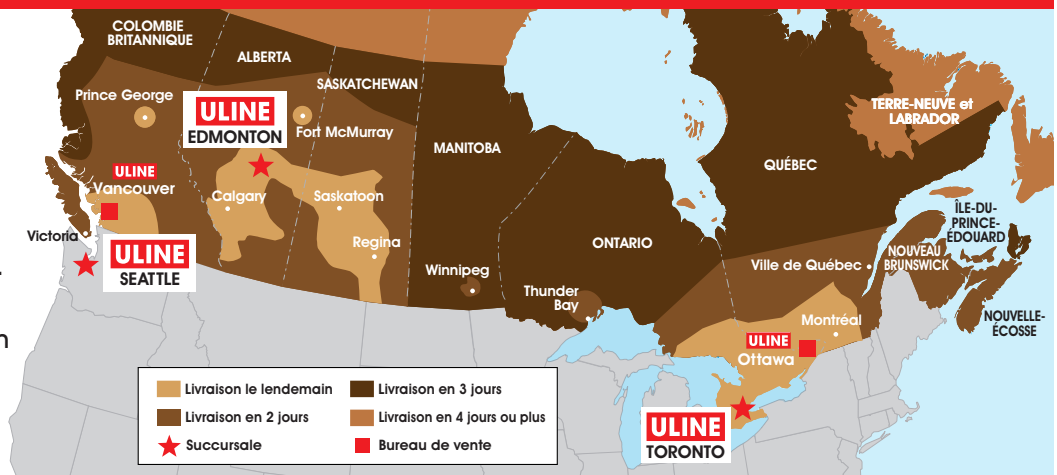 COLOMBIE
BRITANNIQUE
ALBERTA
SASKATCHEWAN
Prince George
ULINE
EDMONTON
Fort McMurray
MANITOBA
TERRE-NEUVE et
LABRADOR
QUÉBEC
ULINE
Vancouver
Calgary
Saskatoon
Victoria
ULINE
SEATTLE
Regina
Winnipeg
ONTARIO
Thunder
Bay
Ville de Québec
ÎLE-DU-
PRINCE-
ÉDOUARD
NOUVEAU
BRUNSWICK
NOUVELLE-
ÉCOSSE
Montréal
ULINE
Ottawa
ULINE
TORONTO
Livraison le lendemain
Livraison en 3 jours
Livraison en 2 jours
Livraison en 4 jours ou plus
Succursale
Bureau de vente